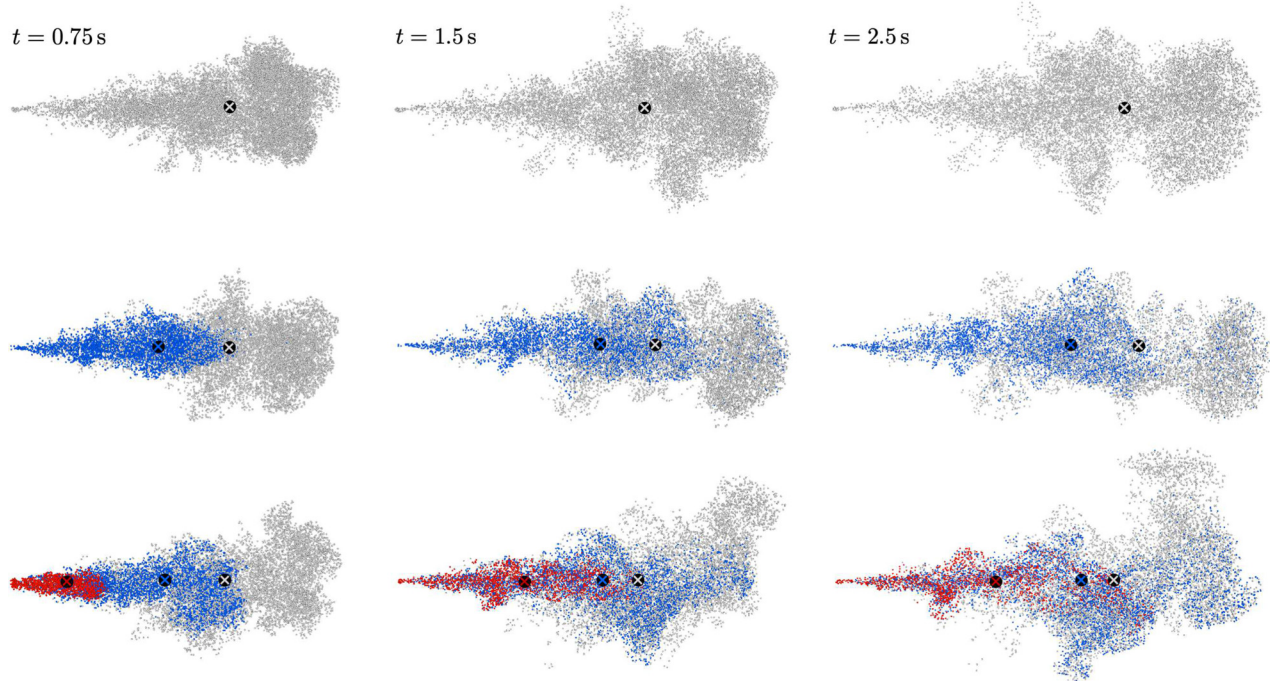 t = 0.75 s
t = 1.5 s
t = 2.5 s